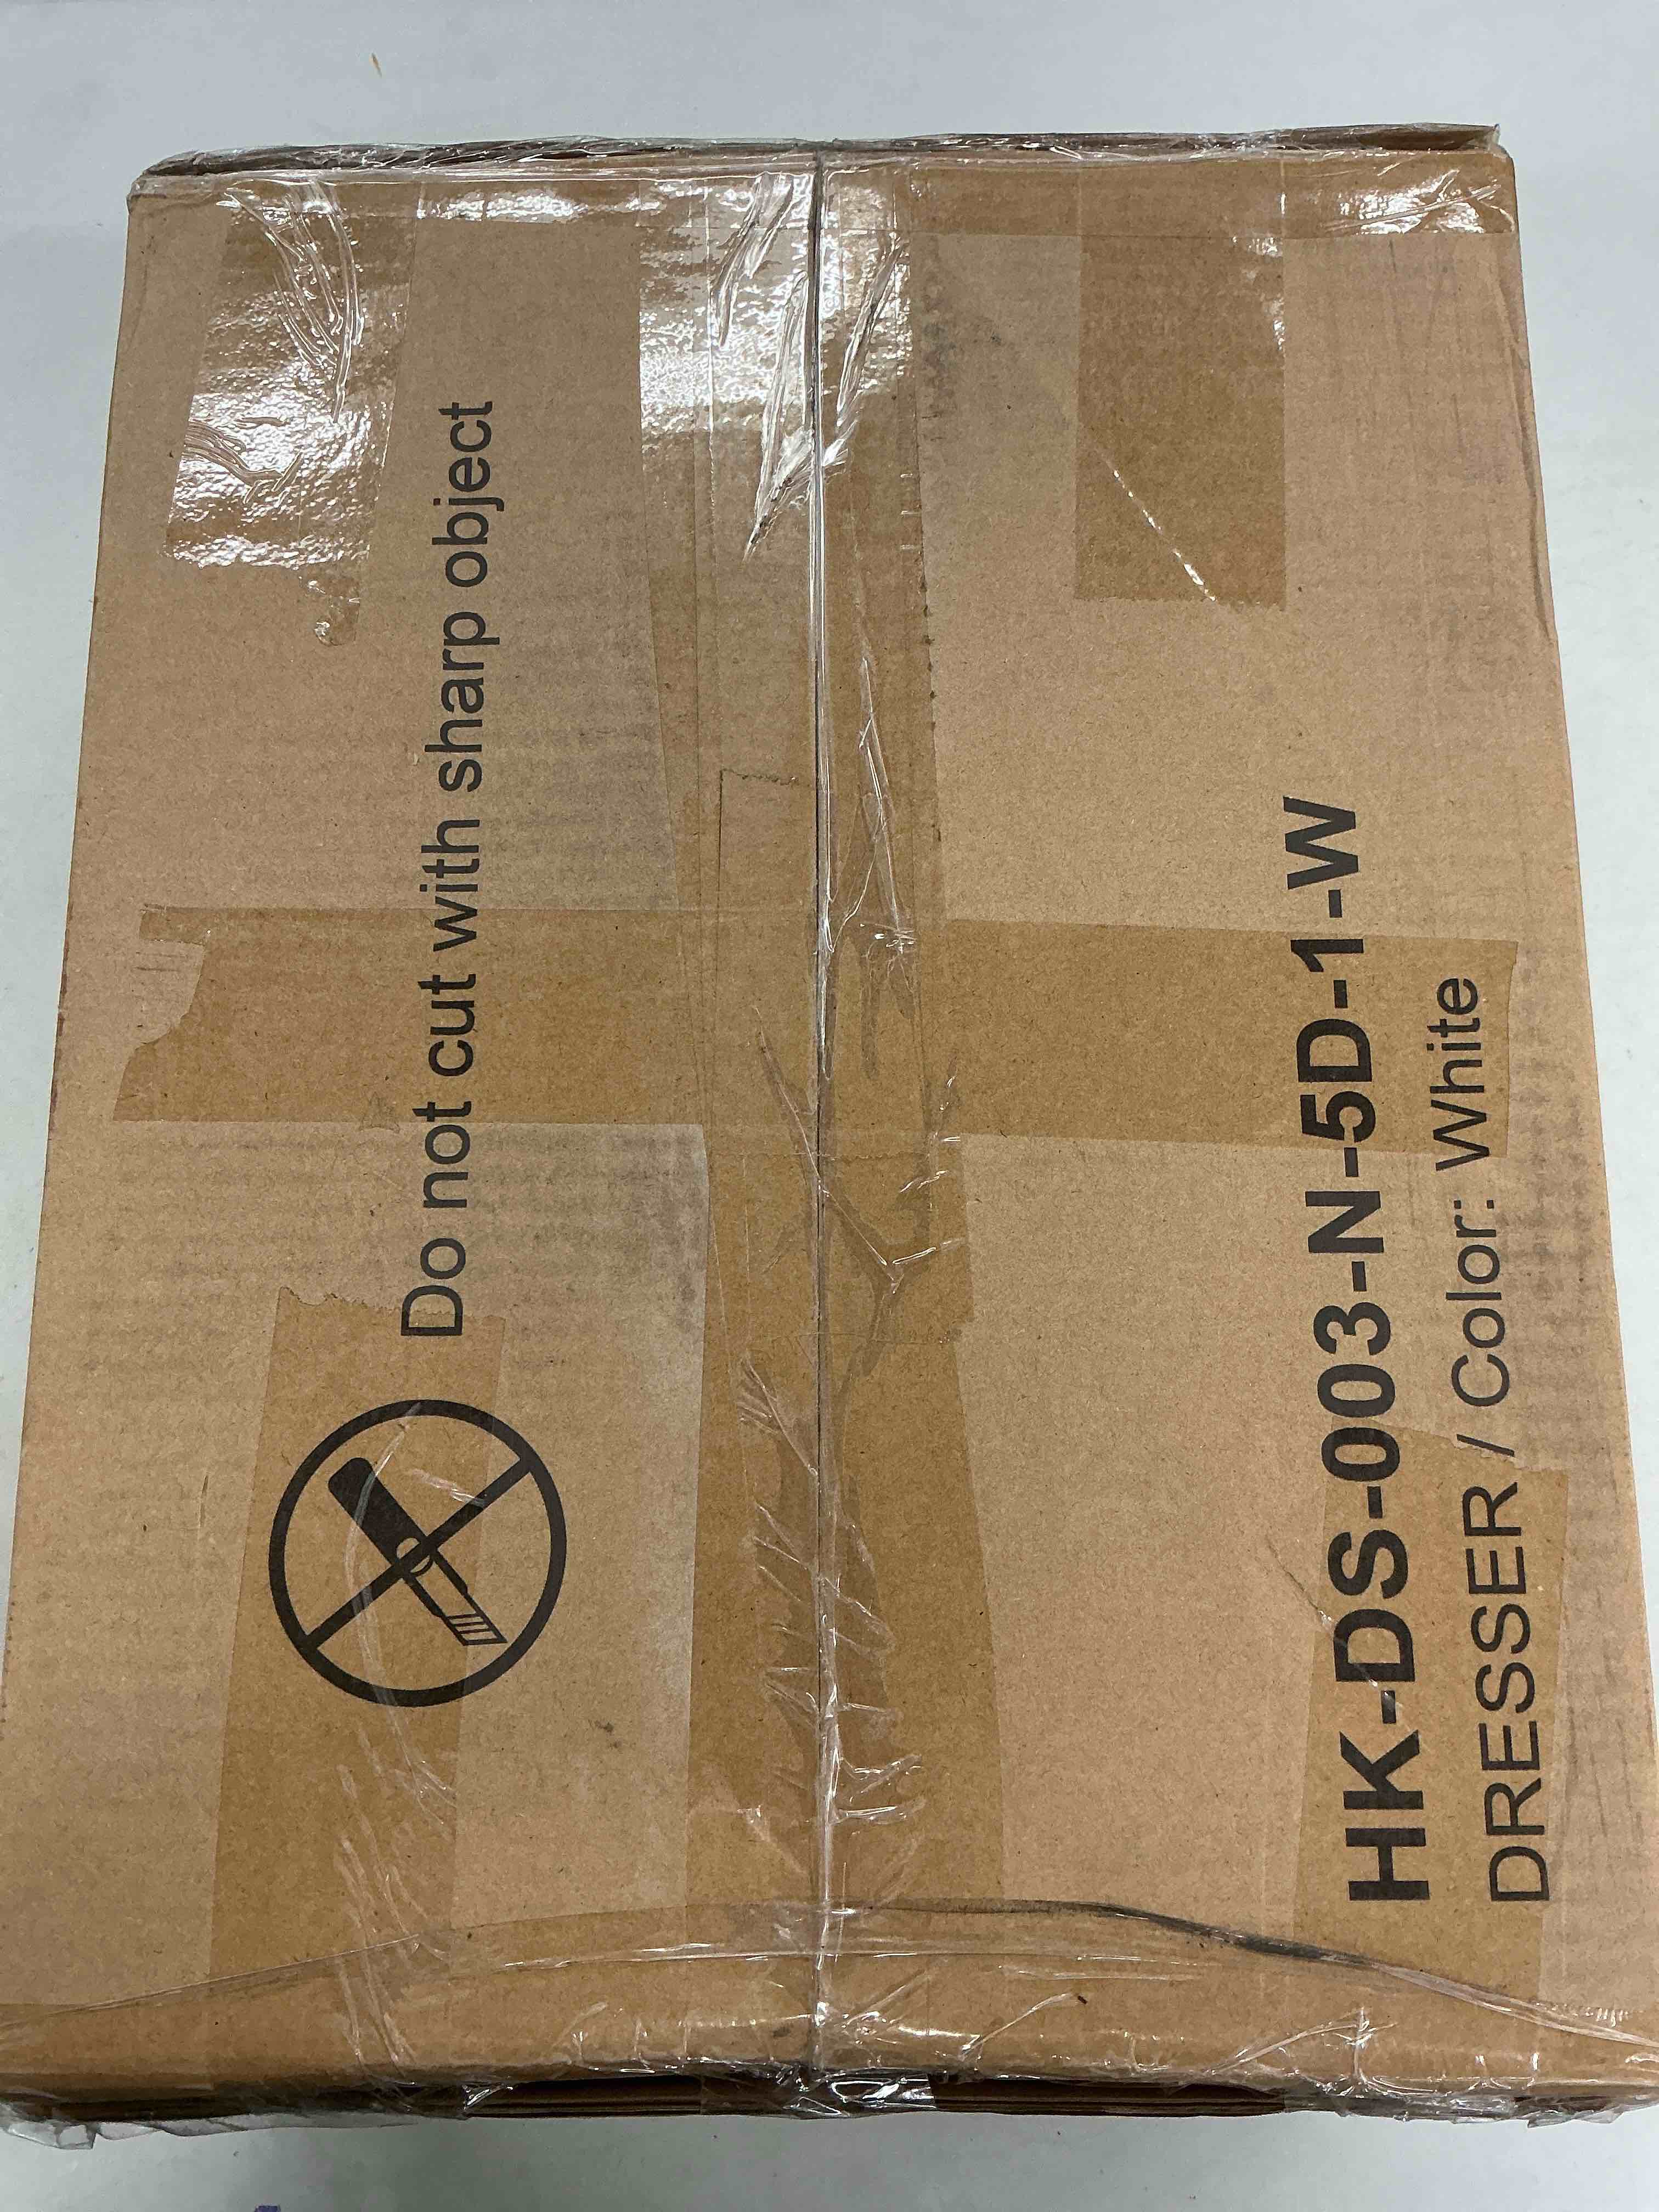 Do not cut with sharp object
HK-DS-003-N-5D-1-W
DRESSER / Color: White